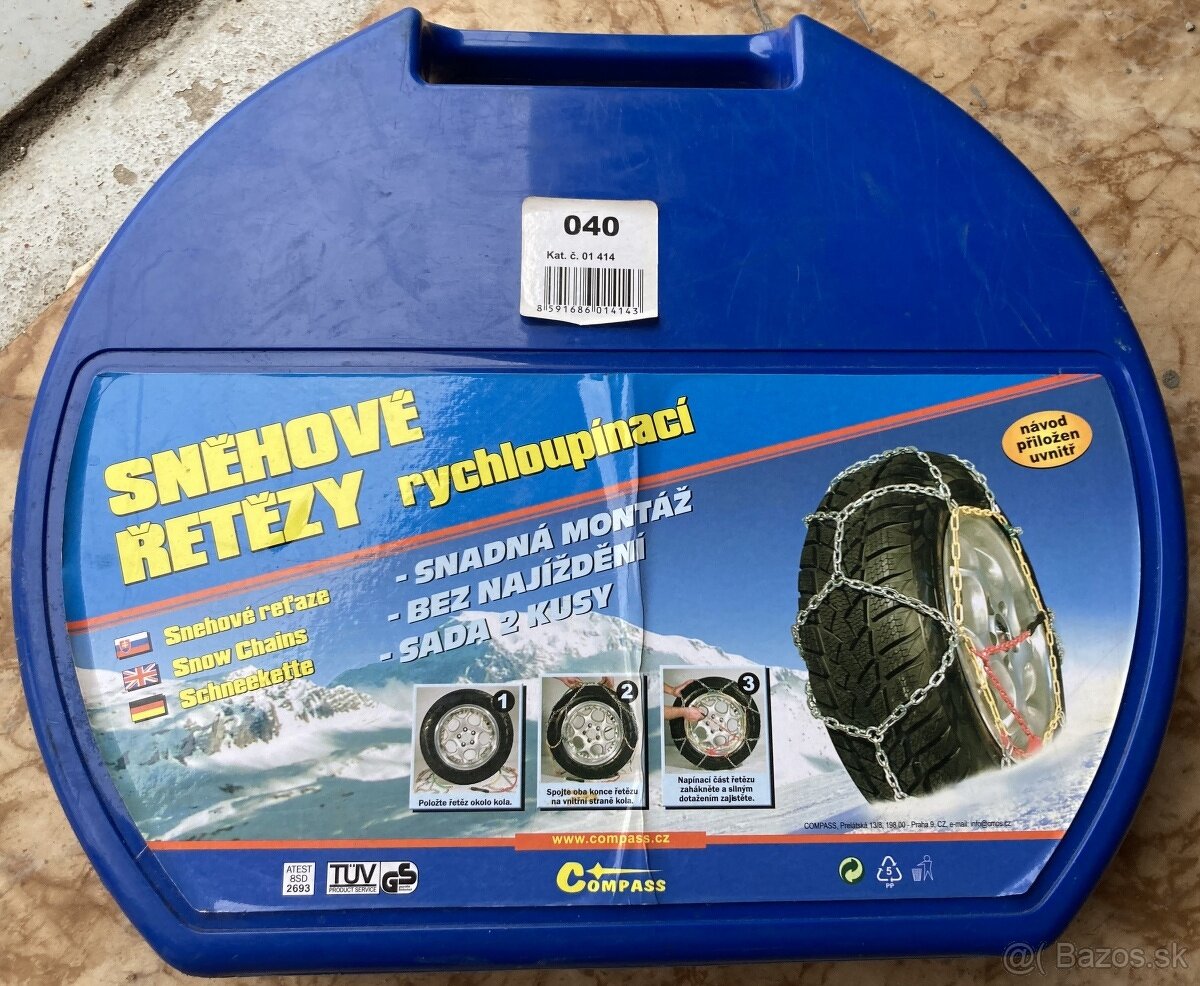 040
Kat. č. 01 414
8 591686 014143
SNĚHOVÉ
ŘETĚZY rychloupínací
návod
přiložen
uvnitř
- SNADNÁ MONTÁŽ
- BEZ NAJÍŽDĚNÍ
- SADA 2 KUSY
Snehové reťaze
Snow Chains
Schneekette
1
2
3
Položte řetěz okolo kola.
Spojte oba konce řetězu
na vnitřní straně kola.
Napínací část řetězu
zahákněte a silným
dotažením zajistěte.
COMPASS, Prelátská 13/8, 198 00 - Praha 9, CZ, e-mail: info@cmps.cz
www.compass.cz
ATEST
8SD
2693
TÜV
PRODUCT SERVICE
GS
COMPASS
5
PP
@( Bazos.sk